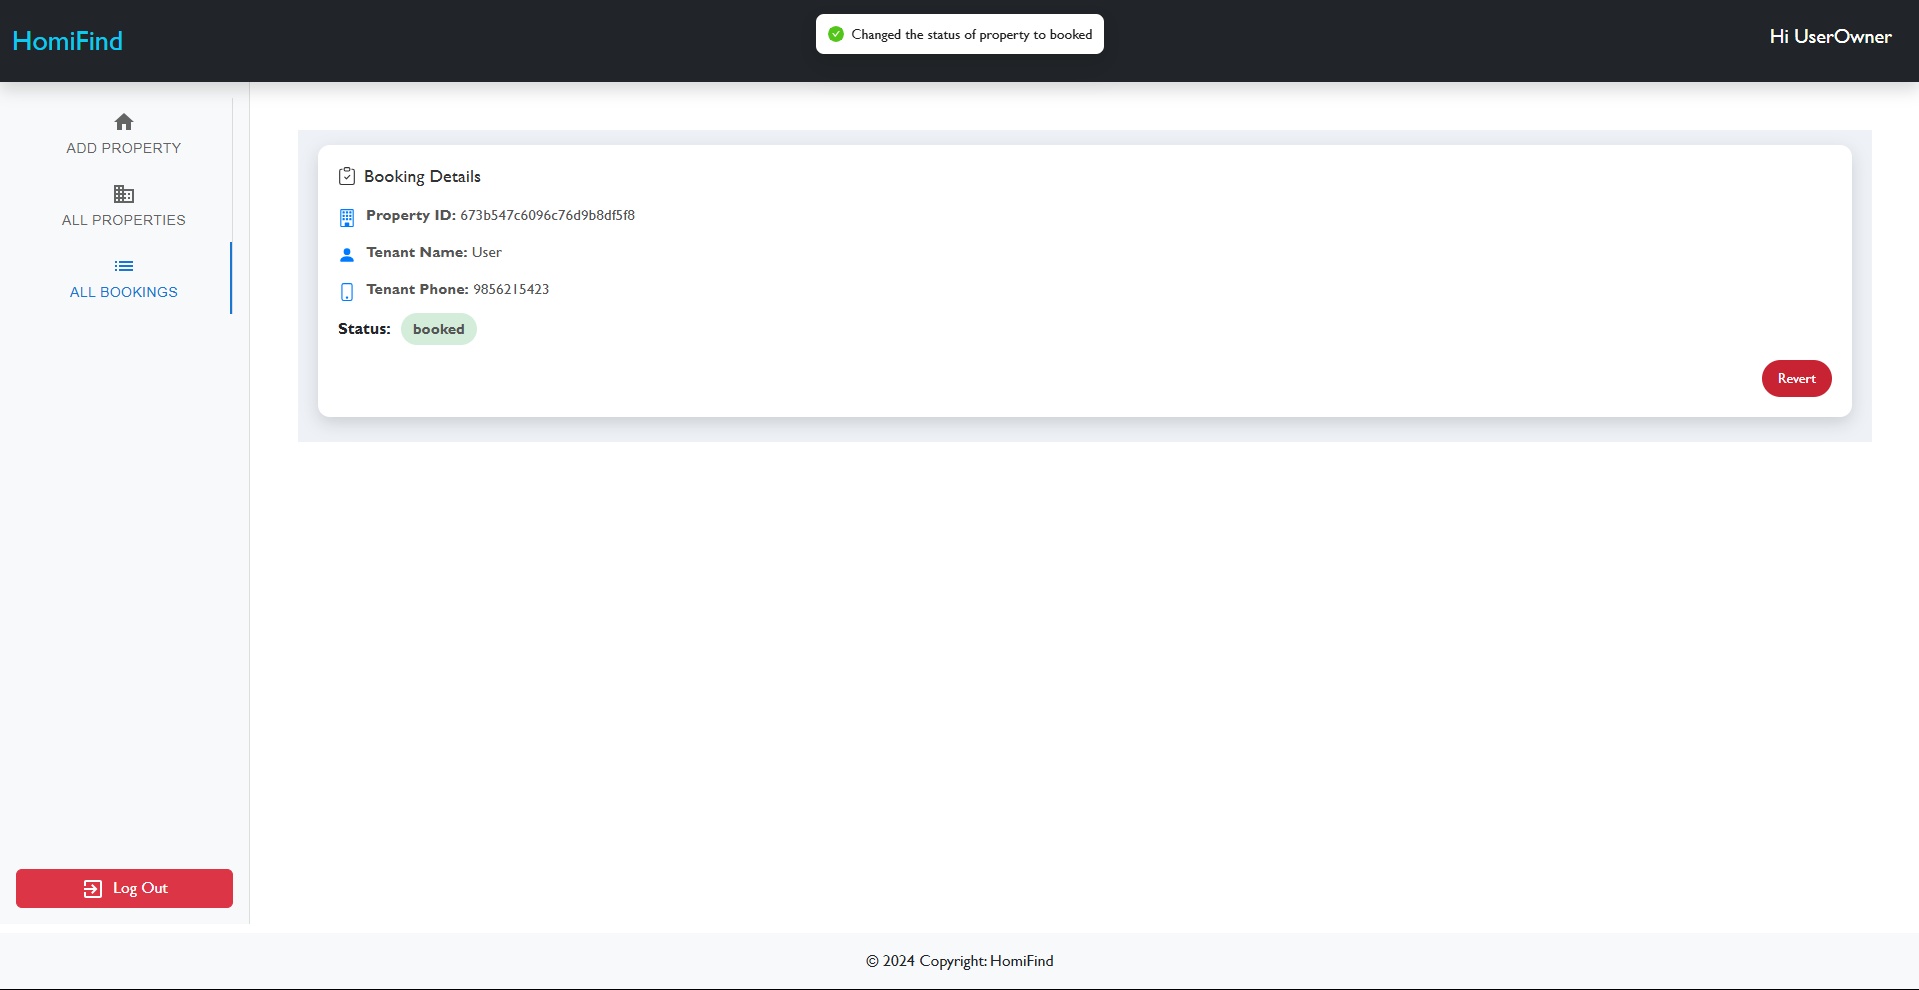 HomiFind
Changed the status of property to booked
Hi UserOwner
ADD PROPERTY
ALL PROPERTIES
ALL BOOKINGS
Booking Details
Property ID: 673b547c6096c76d9b8df5f8
Tenant Name: User
Tenant Phone: 9856215423
Status: booked
Revert
Log Out
© 2024 Copyright: HomiFind